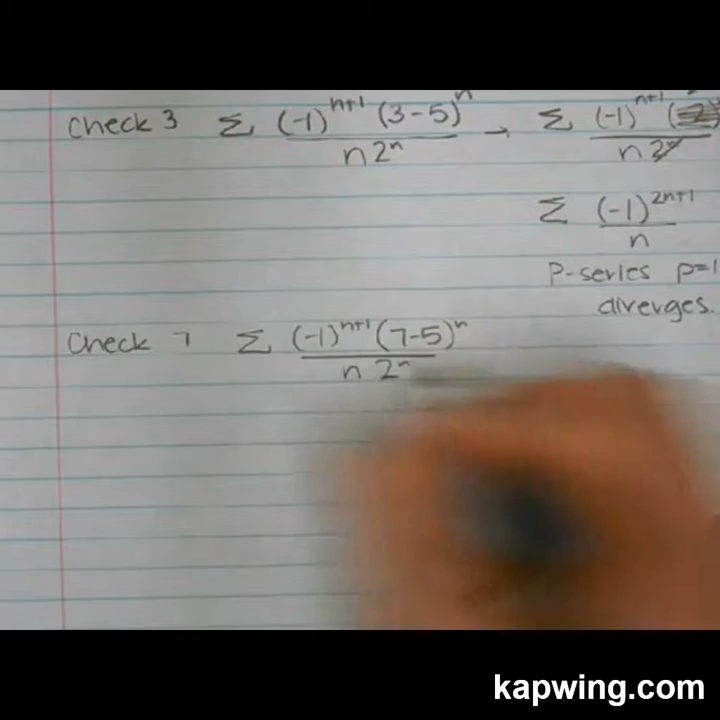 Check 3 Σ (-1)^{n+1} (3-5)^n / n 2^n → Σ (-1)^{n+1} / n 2^n
Σ (-1)^{2n+1} / n
P-series p=1
diverges.
Check 7 Σ (-1)^{n+1} (7-5)^n / n 2^n
kapwing.com